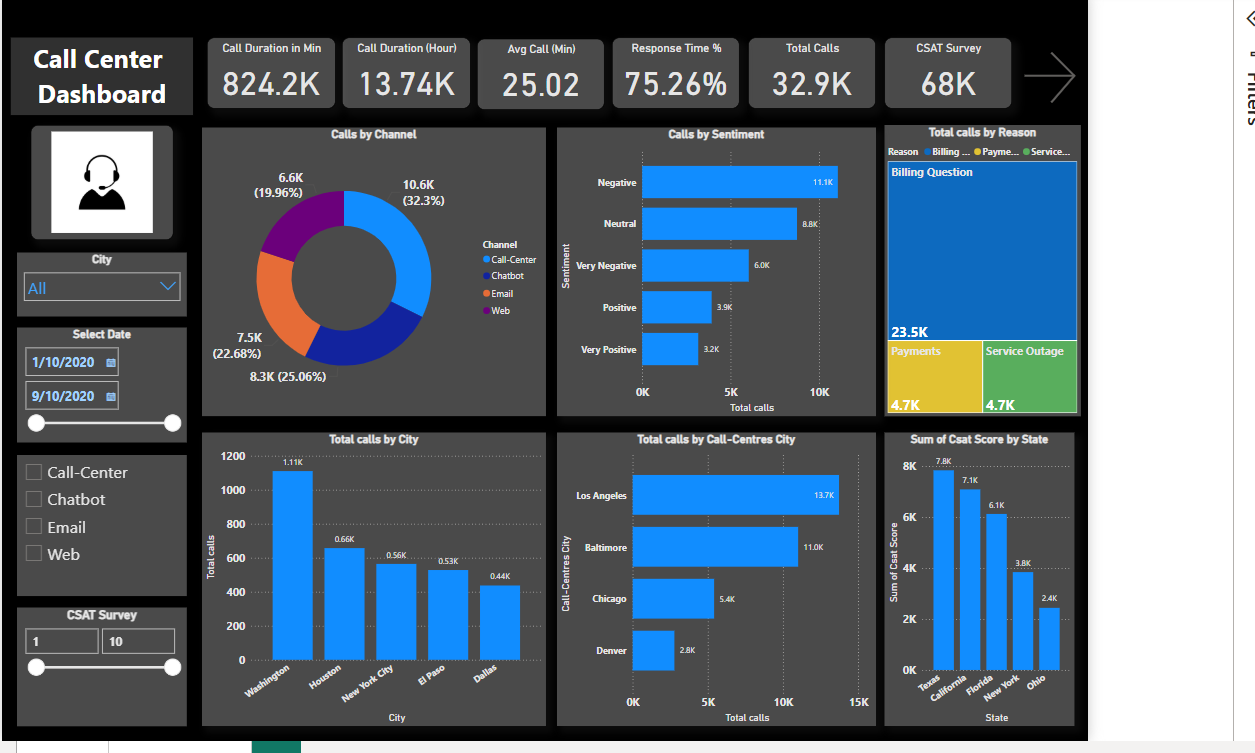 Call Center
Dashboard
Call Duration in Min
824.2K
Call Duration (Hour)
13.74K
Avg Call (Min)
25.02
Response Time %
75.26%
Total Calls
32.9K
CSAT Survey
68K
Filters
City
All
Select Date
1/10/2020
9/10/2020
Call-Center
Chatbot
Email
Web
CSAT Survey
1
10
Calls by Channel
6.6K
(19.96%)
10.6K
(32.3%)
7.5K
(22.68%)
8.3K (25.06%)
Channel
Call-Center
Chatbot
Email
Web
Calls by Sentiment
Sentiment
Negative
11.1K
Neutral
8.8K
Very Negative
6.0K
Positive
3.9K
Very Positive
3.2K
0K
5K
10K
Total calls
Total calls by Reason
Reason Billing ... Payme... Service...
Billing Question
23.5K
Payments
4.7K
Service Outage
4.7K
Total calls by City
Total calls
1200
1000
800
600
400
200
0
1.11K
0.66K
0.56K
0.53K
0.44K
Washington
Houston
New York City
El Paso
Dallas
City
Total calls by Call-Centres City
Call-Centres City
Los Angeles
13.7K
Baltimore
11.0K
Chicago
5.4K
Denver
2.8K
0K
5K
10K
15K
Total calls
Sum of Csat Score by State
Sum of Csat Score
8K
6K
4K
2K
0K
7.8K
7.1K
6.1K
3.8K
2.4K
Texas
California
Florida
New York
Ohio
State